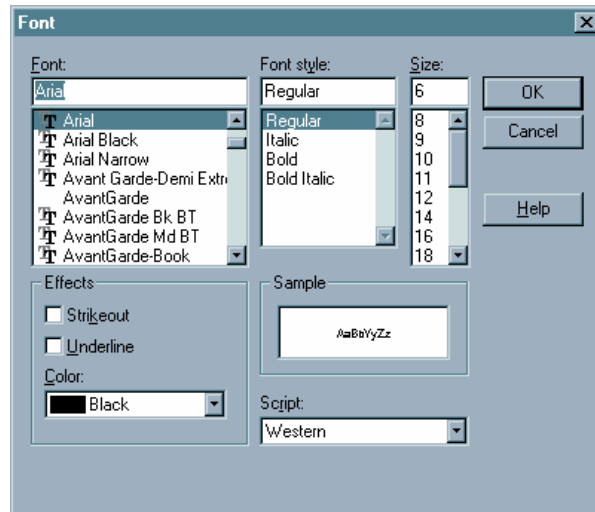 Font
Font:
Arial
Arial
Arial Black
Arial Narrow
Avant Garde-Demi Extr
AvantGarde
AvantGarde Bk BT
AvantGarde Md BT
AvantGarde-Book
Font style:
Regular
Regular
Italic
Bold
Bold Italic
Size:
6
8
9
10
11
12
14
16
18
OK
Cancel
Help
Effects
Strikeout
Underline
Color:
Black
Sample
AaBbYyZz
Script:
Western